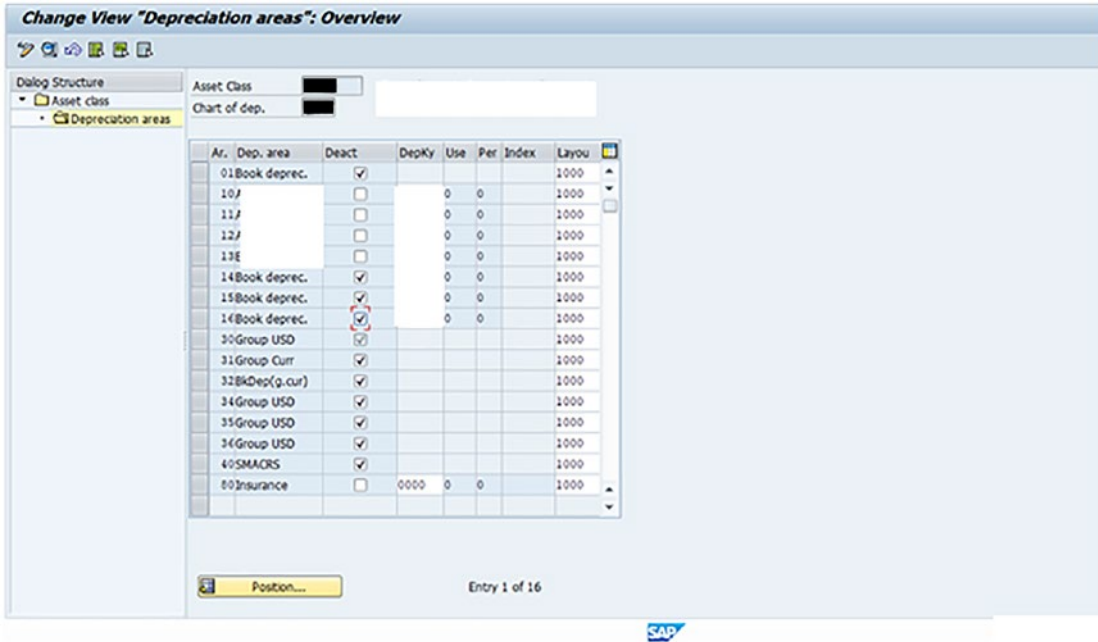 Change View "Depreciation areas": Overview
Dialog Structure
Asset class
Depreciation areas
Asset Class
Chart of dep.
Ar. Dep. area Deact DepKy Use Per Index Layou
01 Book deprec. 1000
10 A 0 0 1000
11 A 0 0 1000
12 A 0 0 1000
13 E 0 0 1000
14 Book deprec. 0 0 1000
15 Book deprec. 0 0 1000
16 Book deprec. 0 0 1000
30 Group USD 1000
31 Group Curr 1000
32 BkDep(g.cur) 1000
34 Group USD 1000
35 Group USD 1000
36 Group USD 1000
40 SMACRS 1000
80 Insurance 0000 0 0 1000
Position...
Entry 1 of 16
SAP